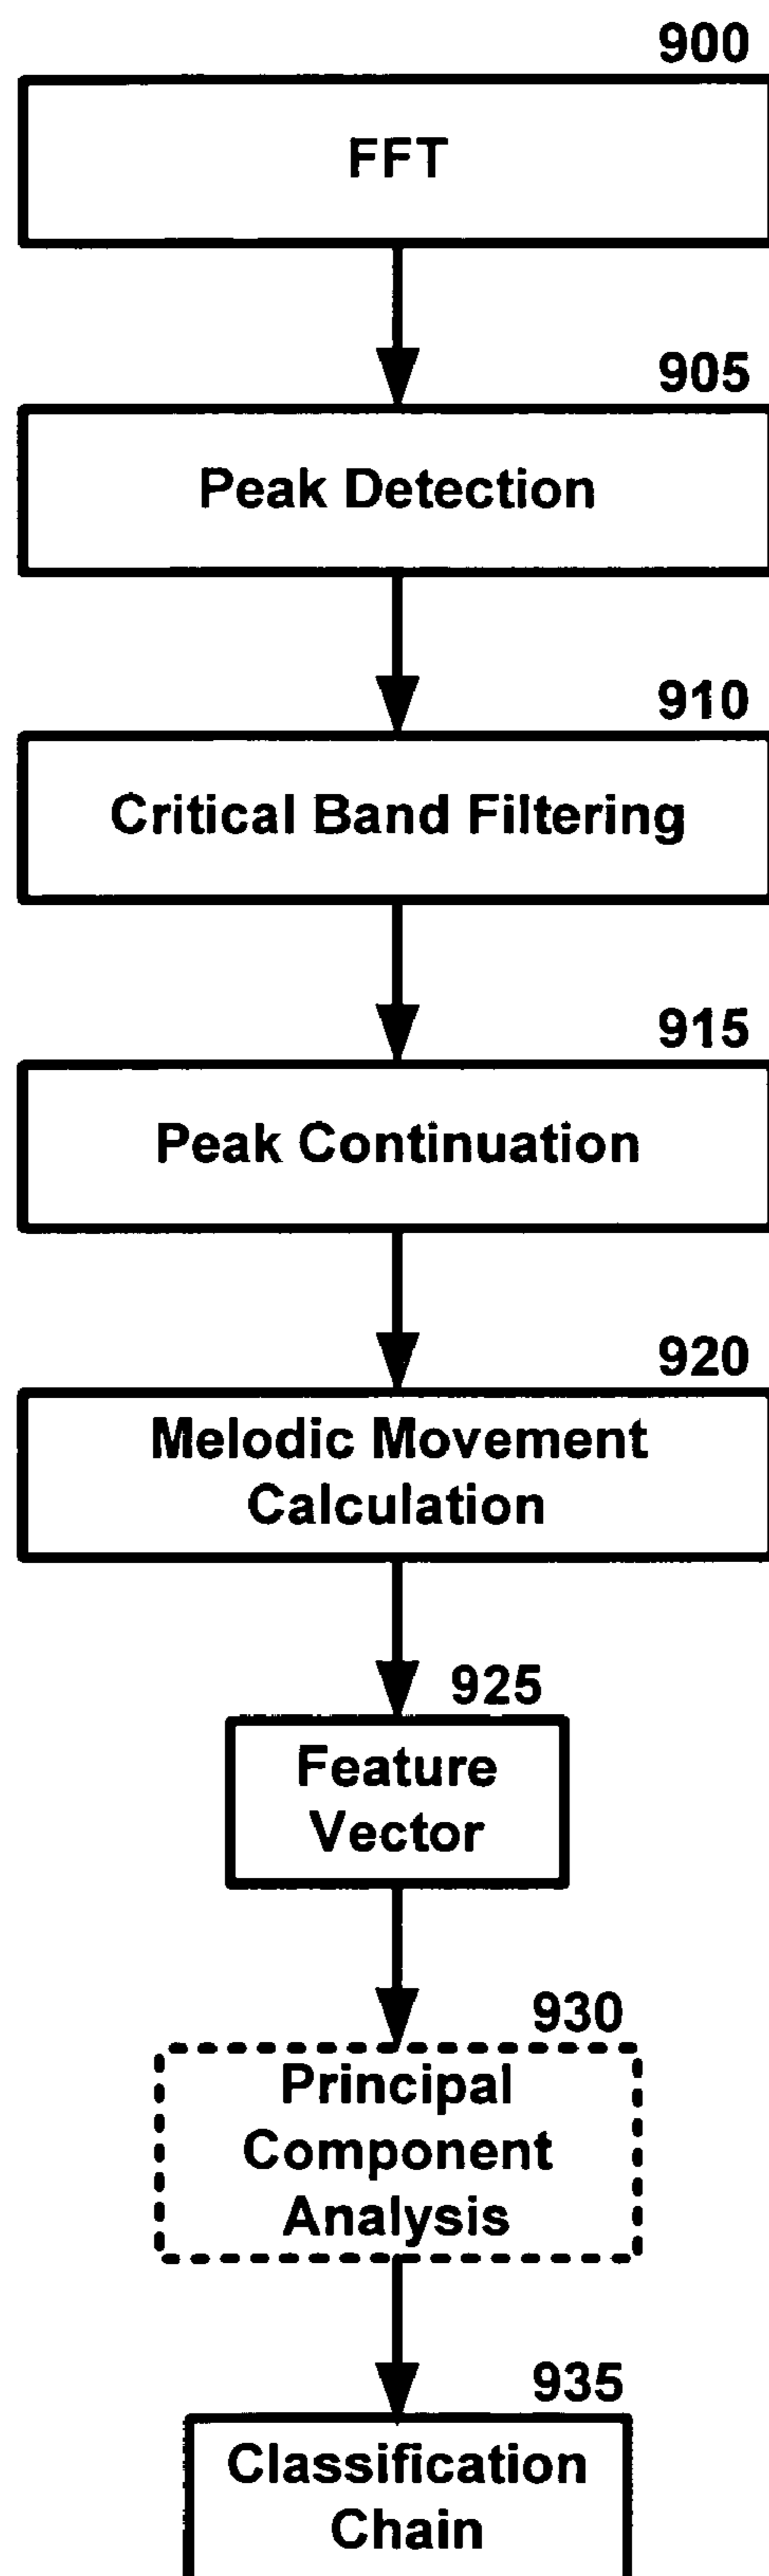 900
FFT
905
Peak Detection
910
Critical Band Filtering
915
Peak Continuation
920
Melodic Movement
Calculation
925
Feature
Vector
930
Principal
Component
Analysis
935
Classification
Chain